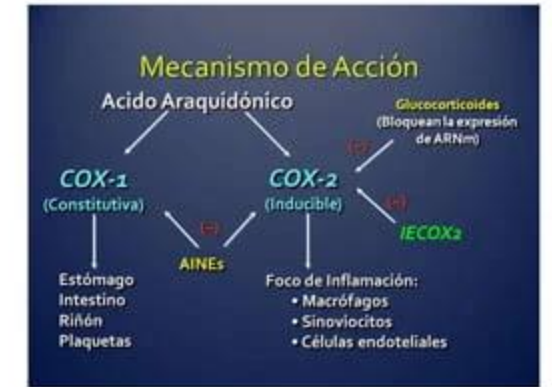 Mecanismo de Acción
Acido Araquidónico
Glucocorticoides
(Bloquean la expresión
de ARNm)
(-)
COX-1
(Constitutiva)
COX-2
(Inducible)
(-)
(-)
IECOX2
AINEs
Estómago
Intestino
Riñón
Plaquetas
Foco de Inflamación:
• Macrófagos
• Sinoviocitos
• Células endoteliales